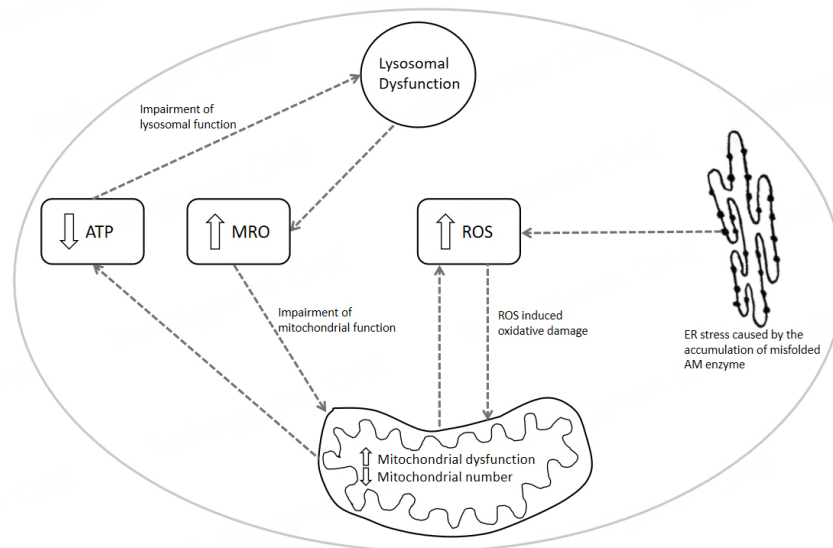 Lysosomal
Dysfunction
Impairment of
lysosomal function
ATP
MRO
ROS
Impairment of
mitochondrial function
ROS induced
oxidative damage
ER stress caused by the
accumulation of misfolded
AM enzyme
Mitochondrial dysfunction
Mitochondrial number